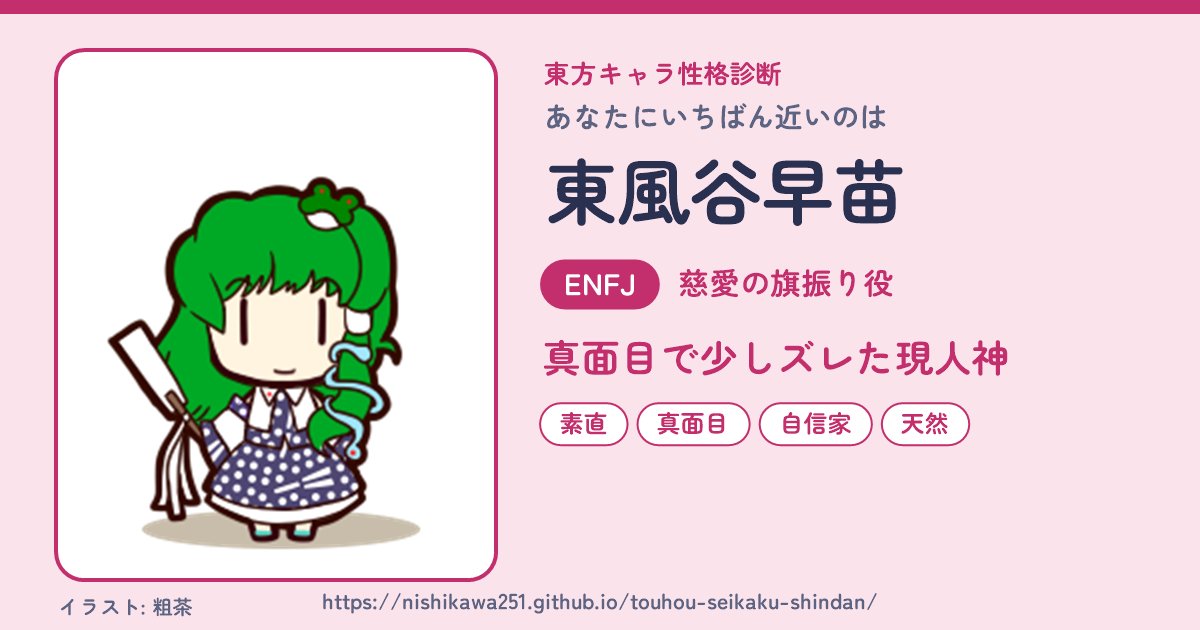 東方キャラ性格診断
あなたにいちばん近いのは
東風谷早苗
ENFJ 慈愛の旗振り役
真面目で少しズレた現人神
素直 真面目 自信家 天然
イラスト: 粗茶
https://nishikawa251.github.io/touhou-seikaku-shindan/